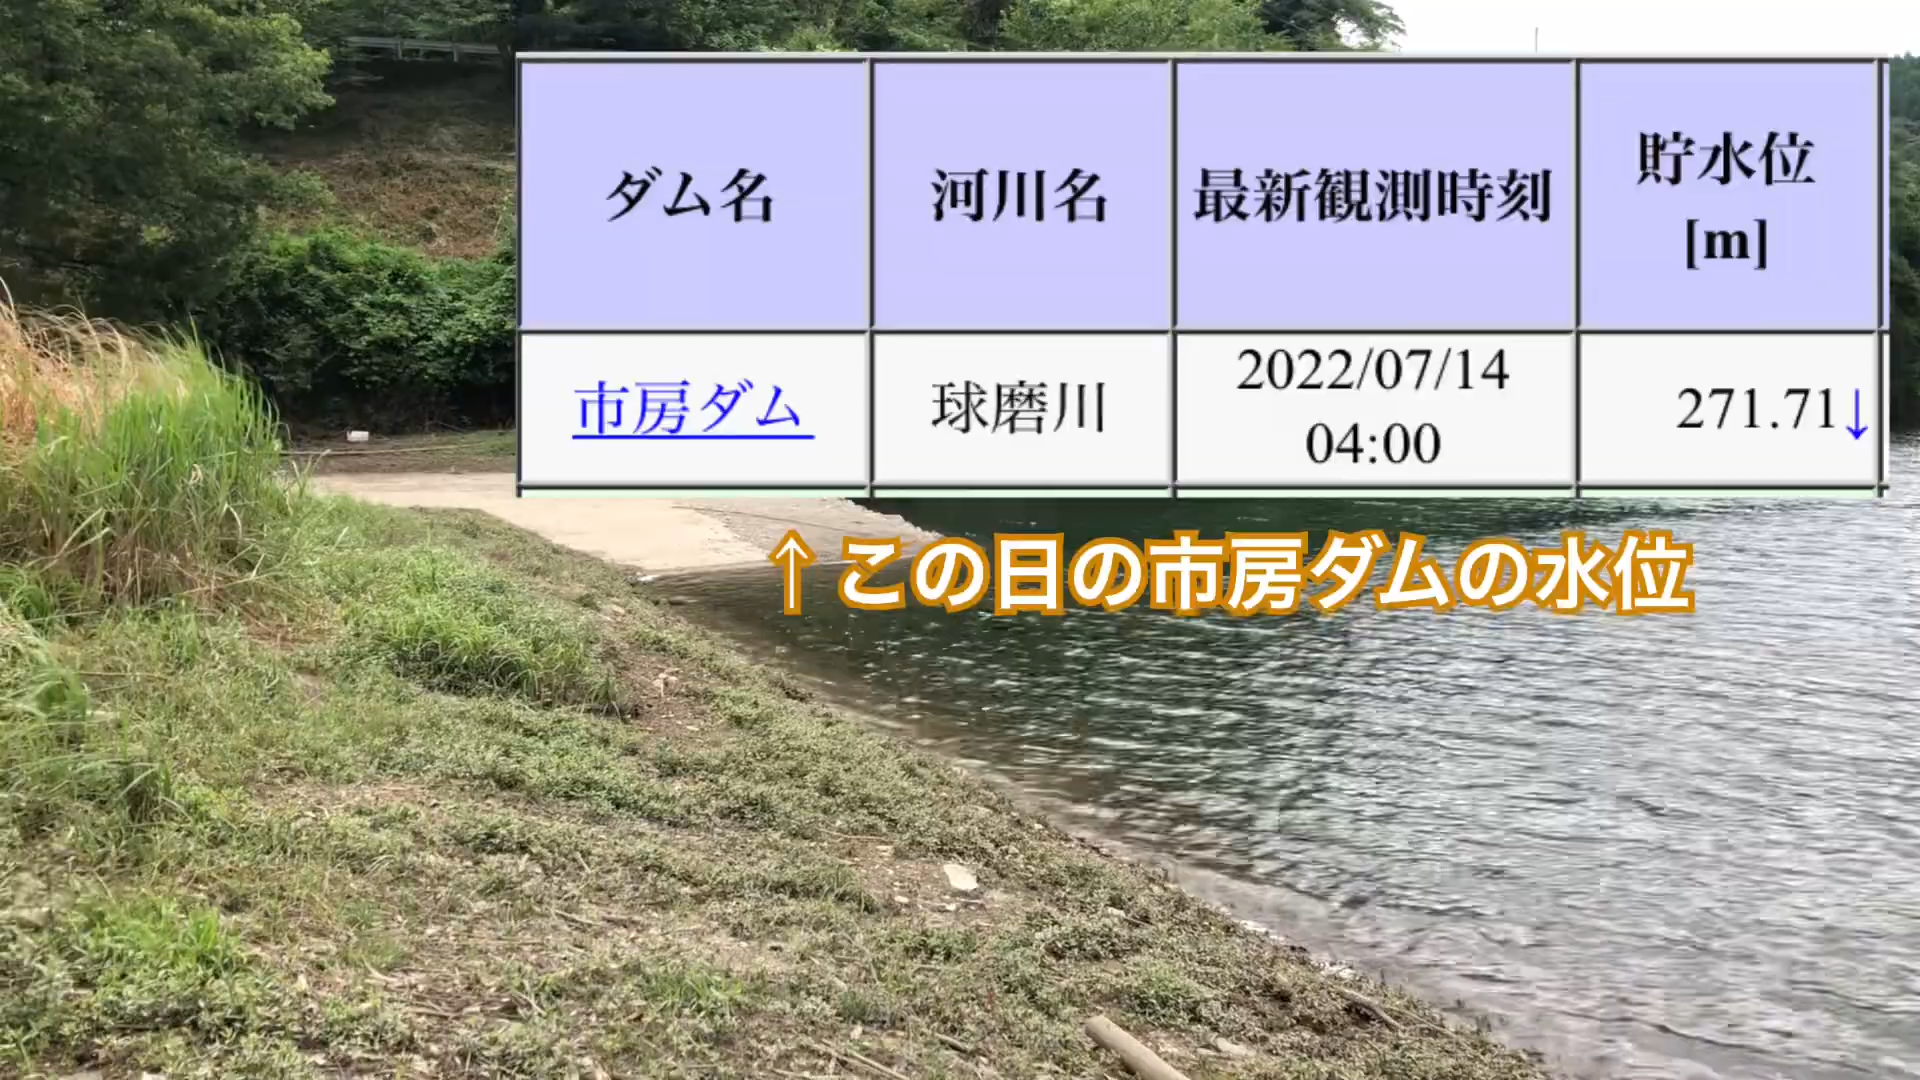 ダム名
河川名
最新観測時刻
貯水位
[m]
市房ダム
球磨川
2022/07/14
04:00
271.71↓
↑この日の市房ダムの水位